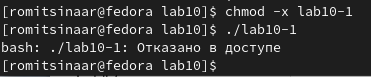 [romitsinaar@fedora lab10]$ chmod -x lab10-1
[romitsinaar@fedora lab10]$ ./lab10-1
bash: ./lab10-1: Отказано в доступе
[romitsinaar@fedora lab10]$